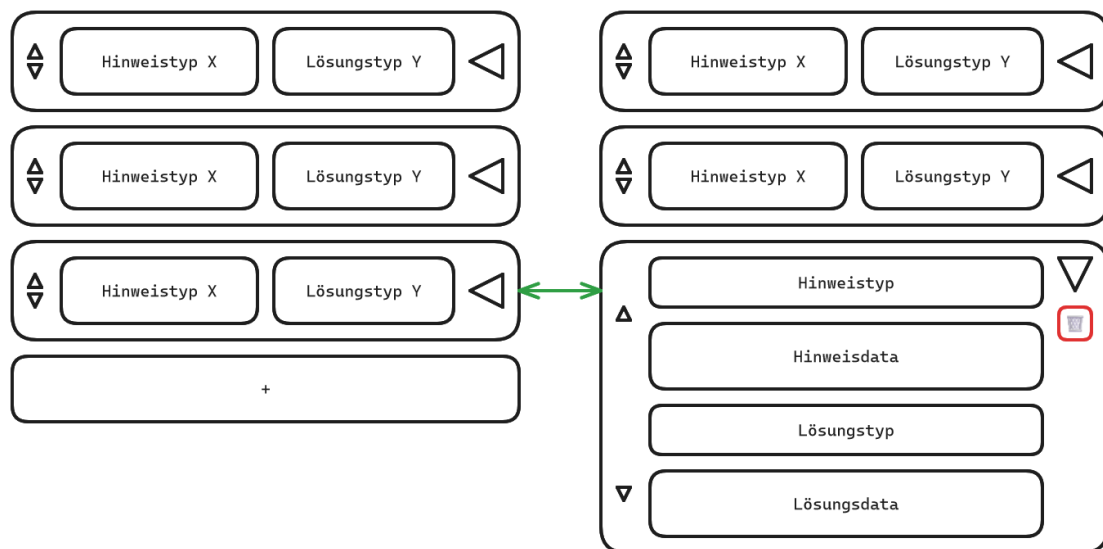 Hinweistyp X
Lösungstyp Y
Hinweistyp X
Lösungstyp Y
Hinweistyp X
Lösungstyp Y
+
Hinweistyp X
Lösungstyp Y
Hinweistyp X
Lösungstyp Y
Hinweistyp
Hinweisdata
Lösungstyp
Lösungsdata